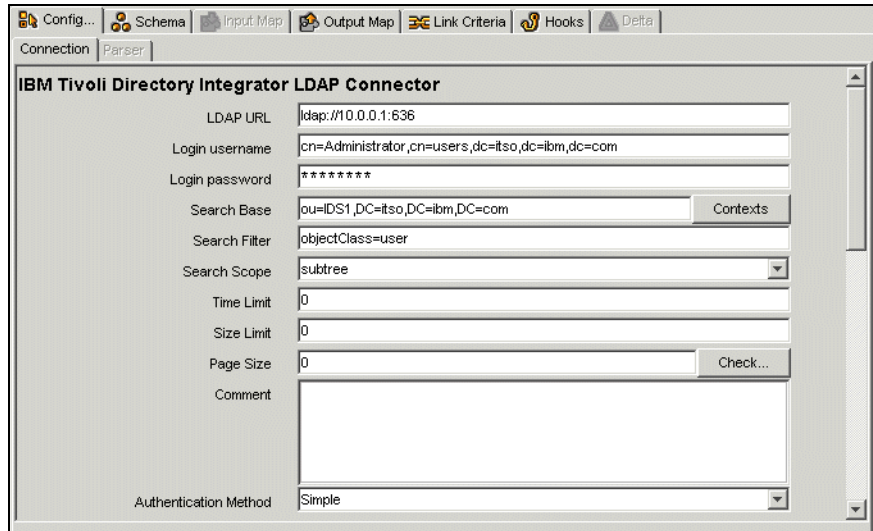 Config... Schema Input Map Output Map Link Criteria Hooks Delta
Connection Parser
IBM Tivoli Directory Integrator LDAP Connector
LDAP URL ldap://10.0.0.1:636
Login username cn=Administrator,cn=users,dc=itso,dc=ibm,dc=com
Login password ********
Search Base ou=IDS1,DC=itso,DC=ibm,DC=com Contexts
Search Filter objectClass=user
Search Scope subtree
Time Limit 0
Size Limit 0
Page Size 0 Check...
Comment
Authentication Method Simple